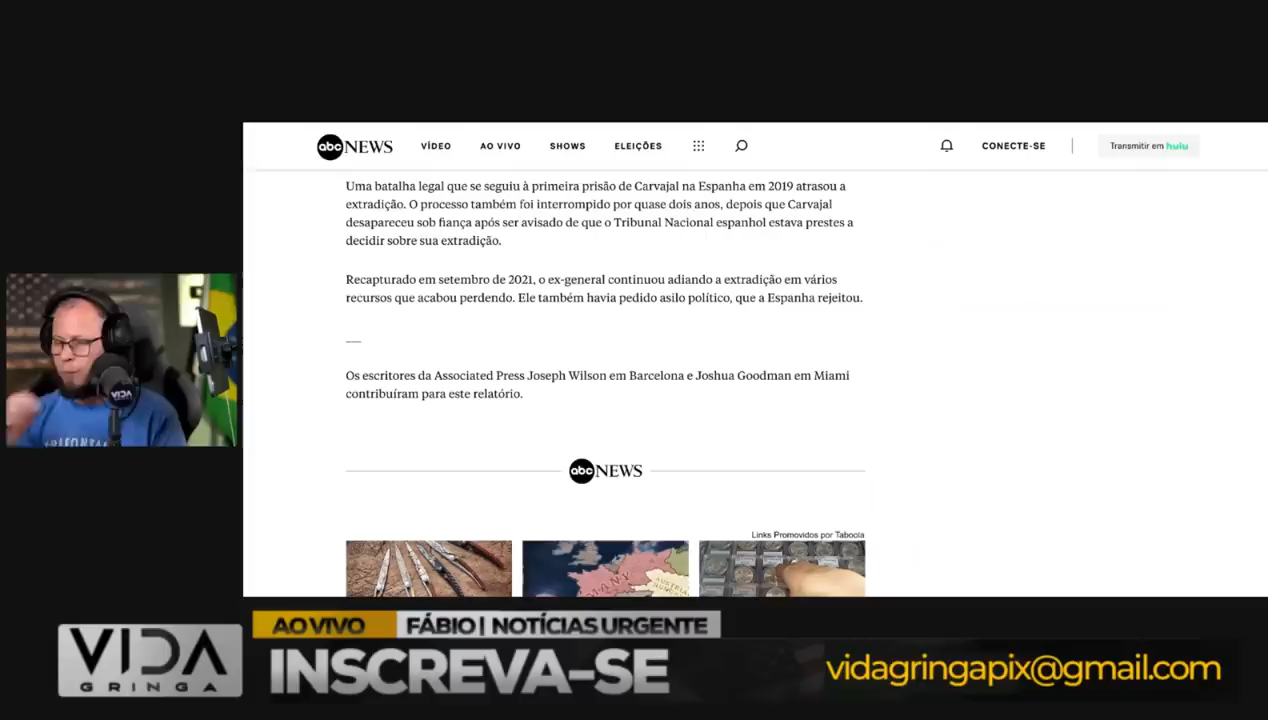 abc NEWS VÍDEO AO VIVO SHOWS ELEIÇÕES CONECTE-SE Transmitir em hulu
Uma batalha legal que se seguiu à primeira prisão de Carvajal na Espanha em 2019 atrasou a
extradição. O processo também foi interrompido por quase dois anos, depois que Carvajal
desapareceu sob fiança após ser avisado de que o Tribunal Nacional espanhol estava prestes a
decidir sobre sua extradição.
Recapturado em setembro de 2021, o ex-general continuou adiando a extradição em vários
recursos que acabou perdendo. Ele também havia pedido asilo político, que a Espanha rejeitou.
Os escritores da Associated Press Joseph Wilson em Barcelona e Joshua Goodman em Miami
contribuíram para este relatório.
abc NEWS
Links Promovidos por Taboola
VIDA
AO VIVO FÁBIO | NOTÍCIAS URGENTE
VIDA
GRINGA
INSCREVA-SE
vidagringapix@gmail.com